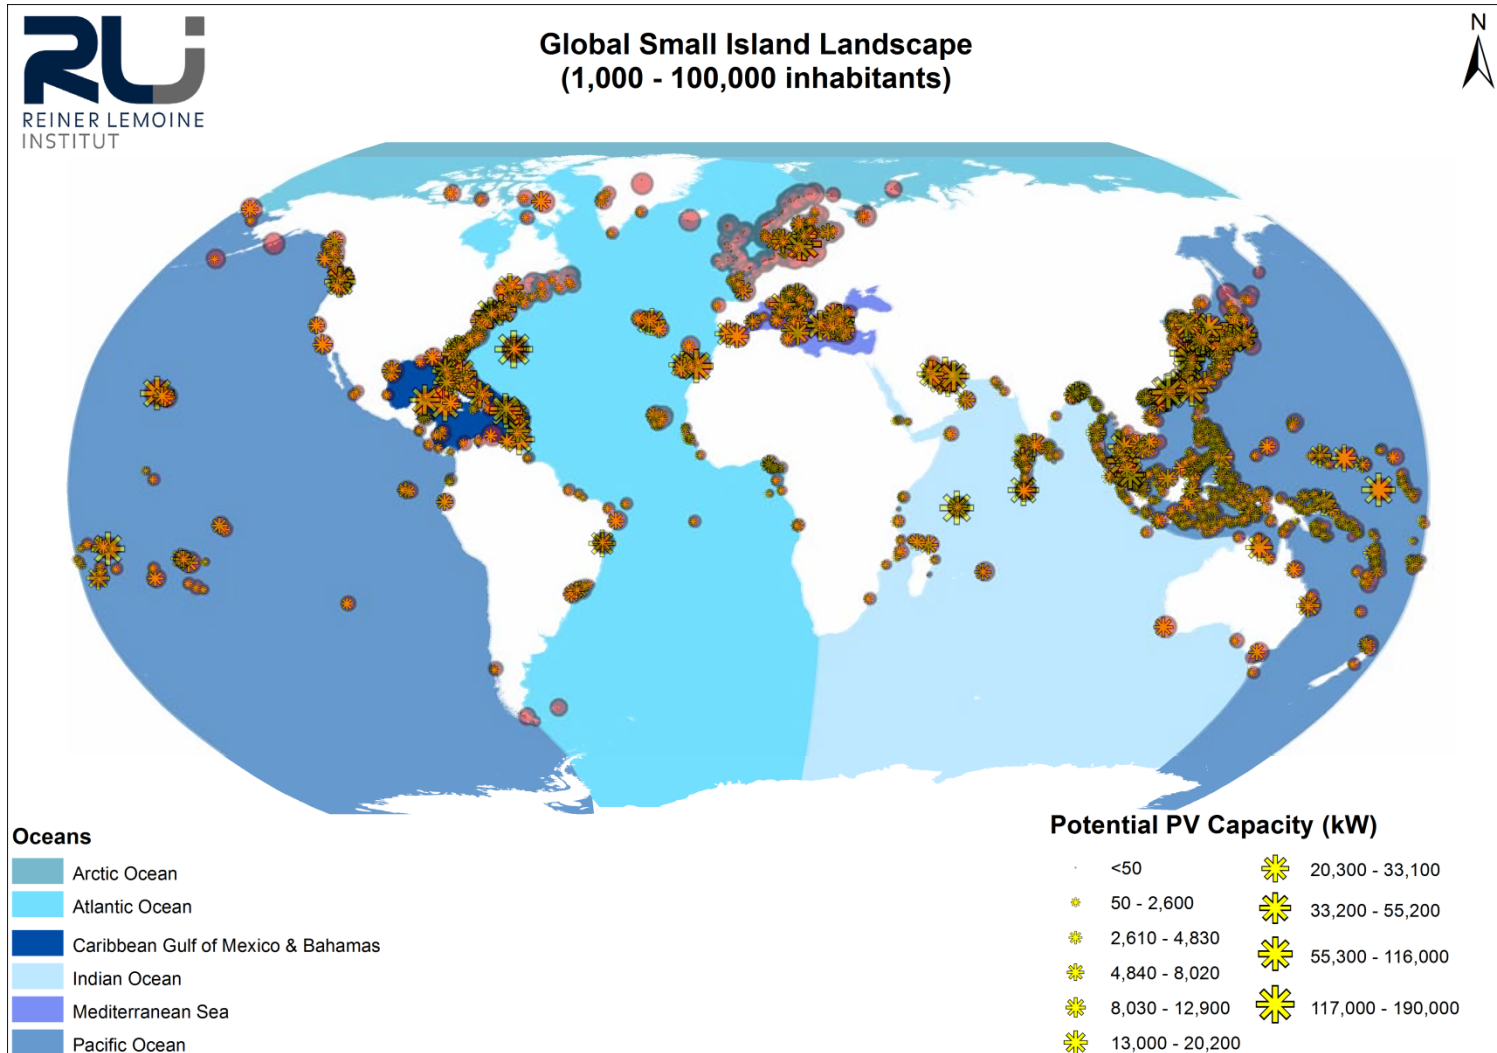 RLI
REINER LEMOINE
INSTITUT
Global Small Island Landscape
(1,000 - 100,000 inhabitants)
N
Oceans
Arctic Ocean
Atlantic Ocean
Caribbean Gulf of Mexico & Bahamas
Indian Ocean
Mediterranean Sea
Pacific Ocean
Potential PV Capacity (kW)
<50
50 - 2,600
2,610 - 4,830
4,840 - 8,020
8,030 - 12,900
13,000 - 20,200
20,300 - 33,100
33,200 - 55,200
55,300 - 116,000
117,000 - 190,000